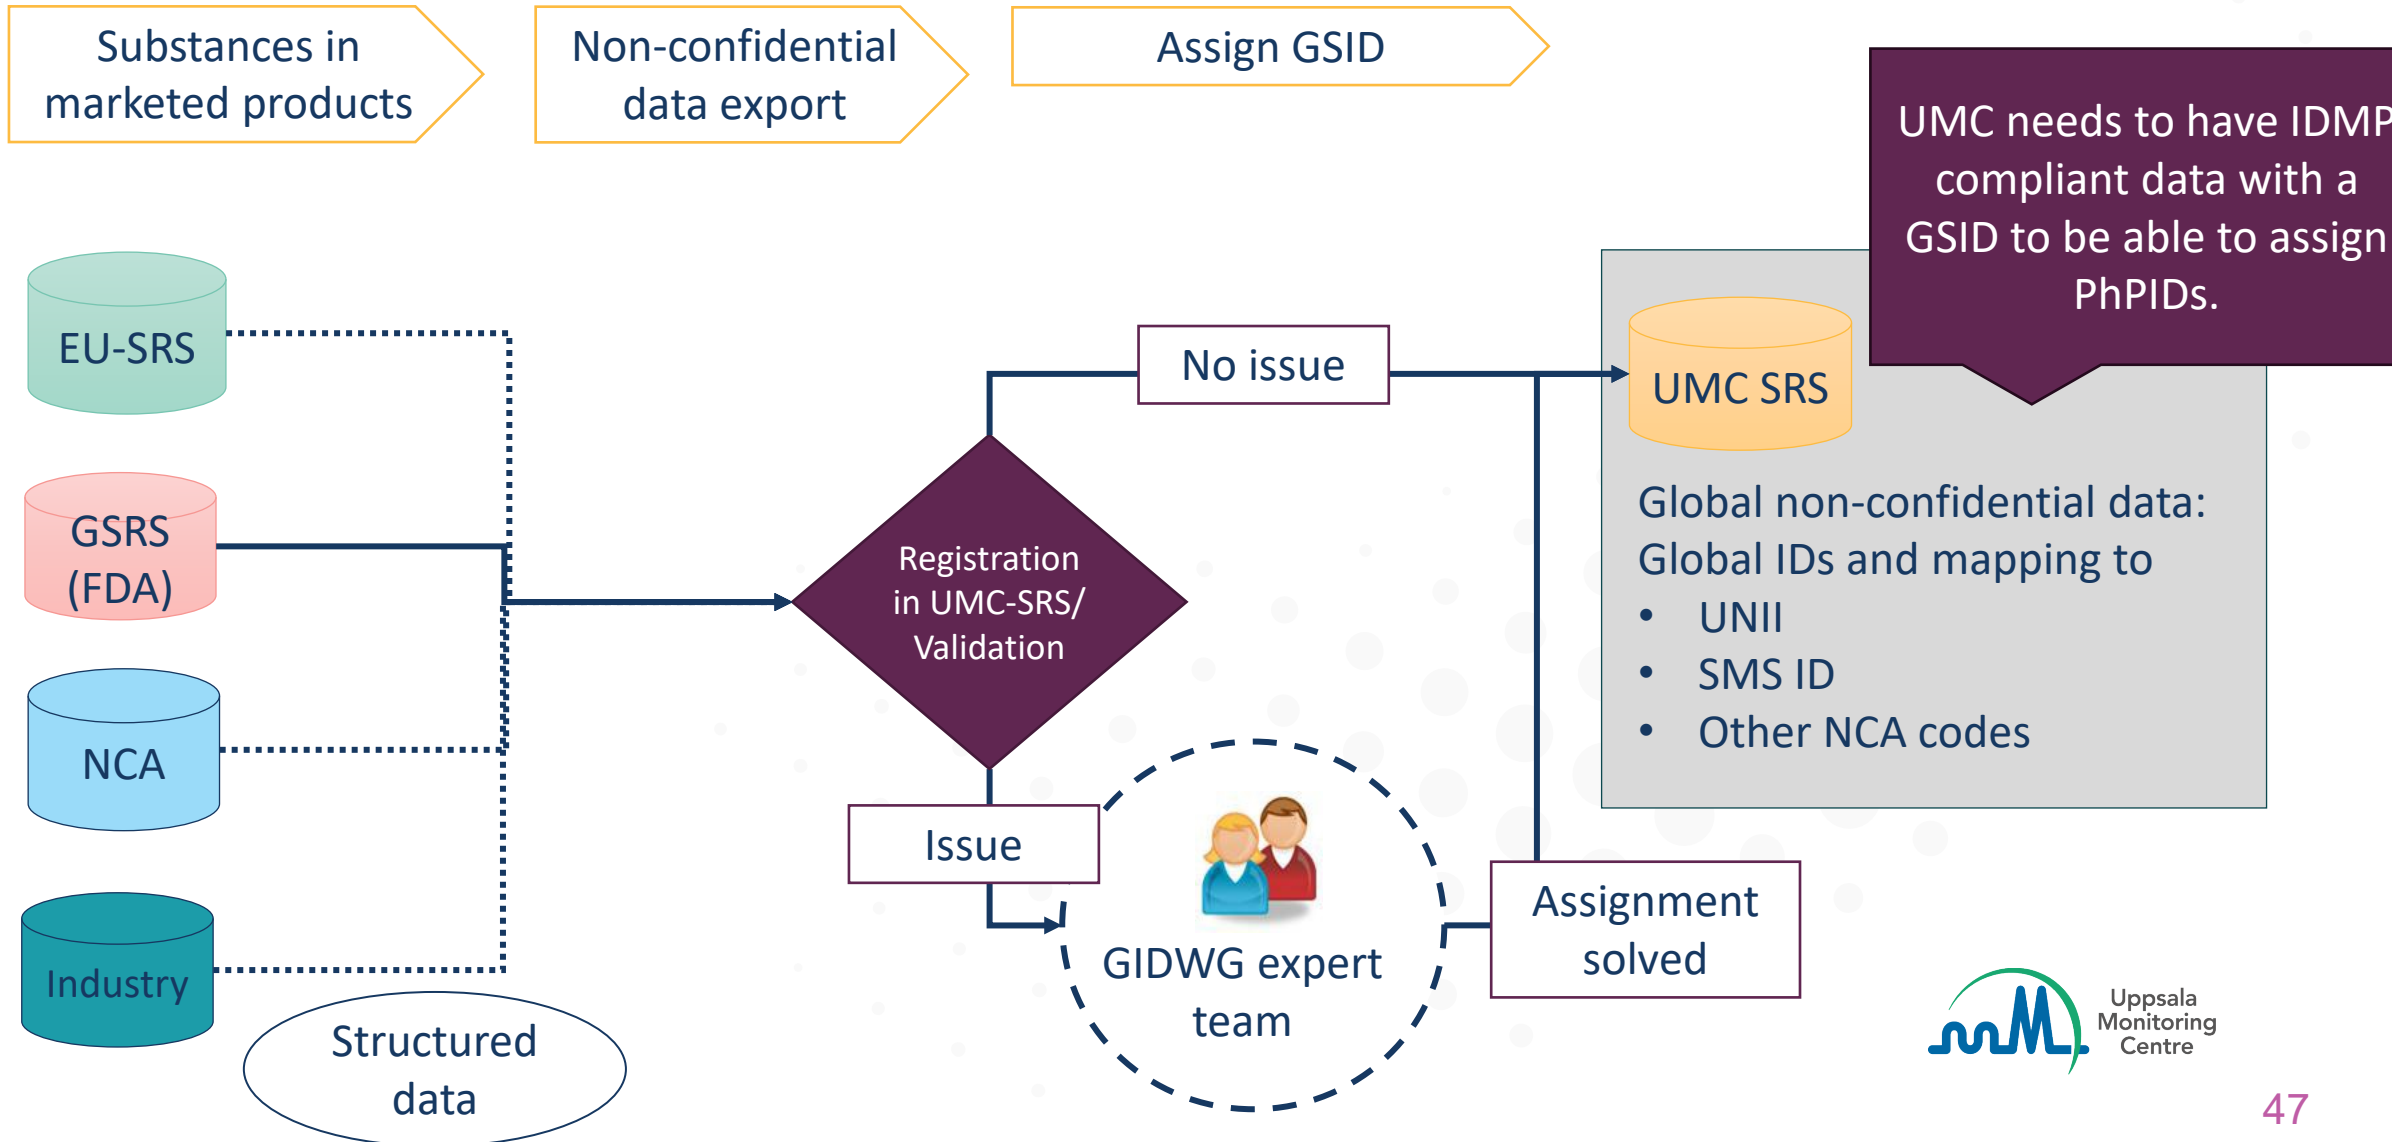 Substances in
marketed products
Non-confidential
data export
Assign GSID
UMC needs to have IDMP
compliant data with a
GSID to be able to assign
PhPIDs.
EU-SRS
GSRS
(FDA)
NCA
Industry
Structured
data
Registration
in UMC-SRS/
Validation
No issue
Issue
GIDWG expert
team
Assignment
solved
UMC SRS
Global non-confidential data:
Global IDs and mapping to
• UNII
• SMS ID
• Other NCA codes
Uppsala
Monitoring
Centre
47